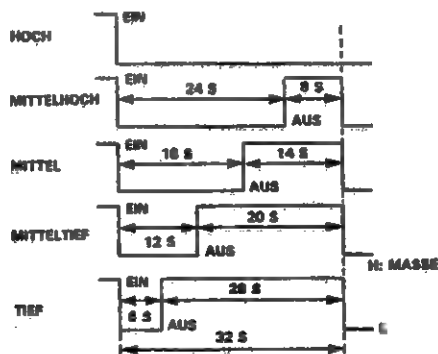 HOCH
EIN
EIN
24 S
8 S
MITTELHOCH
AUS
EIN
18 S
14 S
MITTEL
AUS
EIN
20 S
MITTELTIEF
12 S
AUS
H: MASSE
EIN
26 S
6 S
TIEF
AUS
32 S